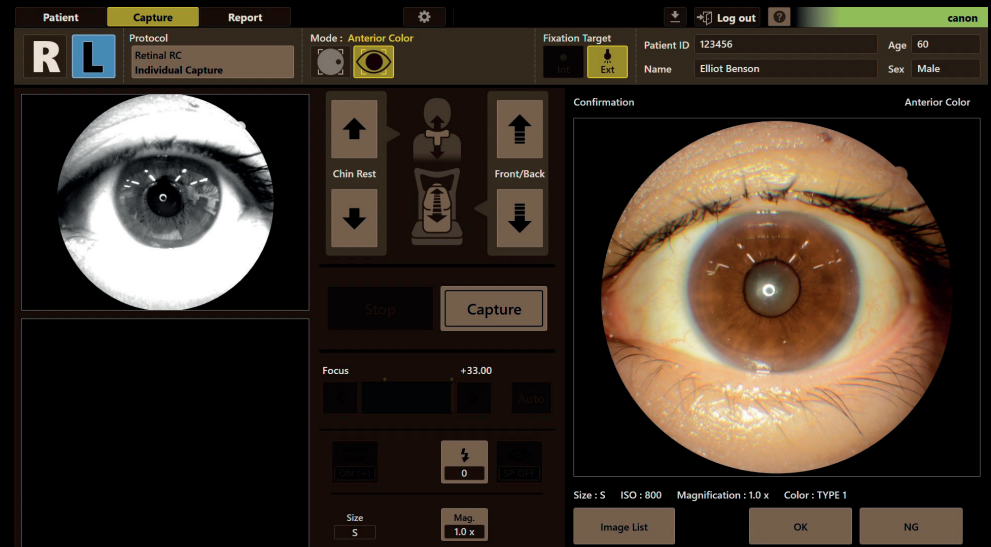 Patient
Capture
Report
Log out
?
canon
R
L
Protocol
Retinal RC
Individual Capture
Mode : Anterior Color
Fixation Target
Int
Ext
Patient ID 123456
Age 60
Name Elliot Benson
Sex Male
Chin Rest
Front/Back
Stop
Capture
Focus +33.00
Auto
0
Size
S
Mag.
1.0 x
Confirmation
Anterior Color
Size : S ISO : 800 Magnification : 1.0 x Color : TYPE 1
Image List
OK
NG